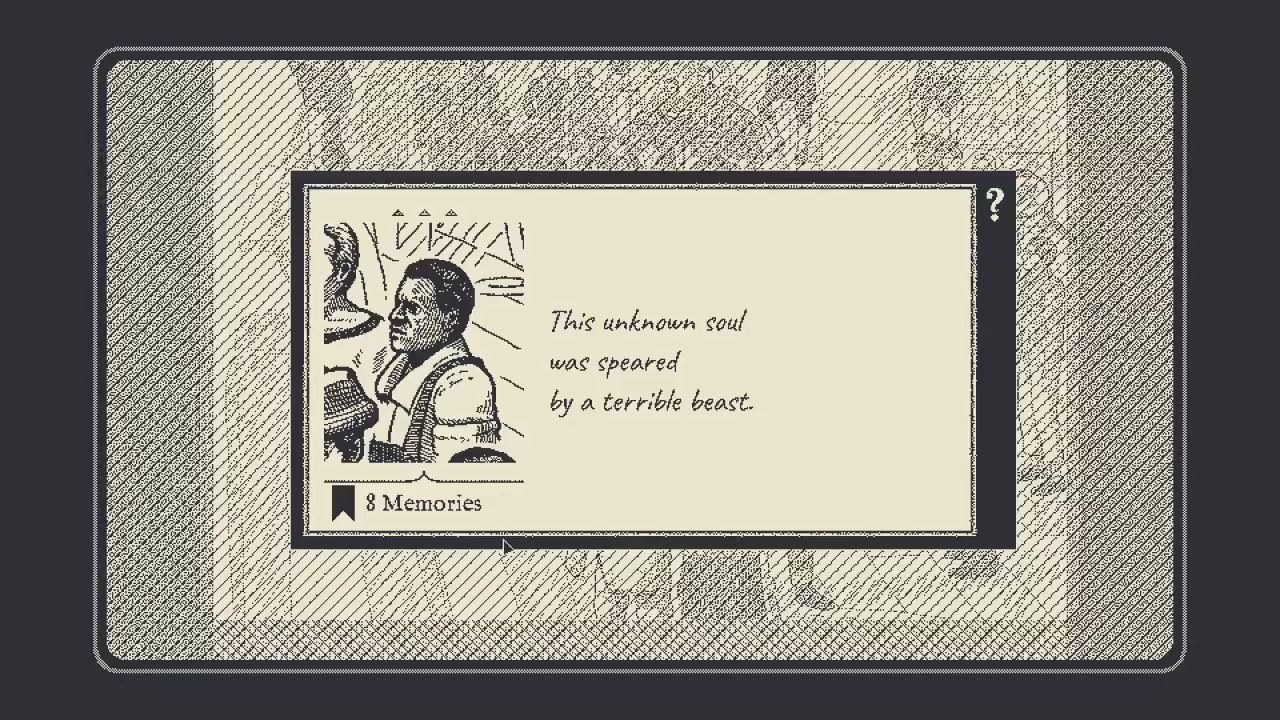 ?
This unknown soul
was speared
by a terrible beast.
8 Memories